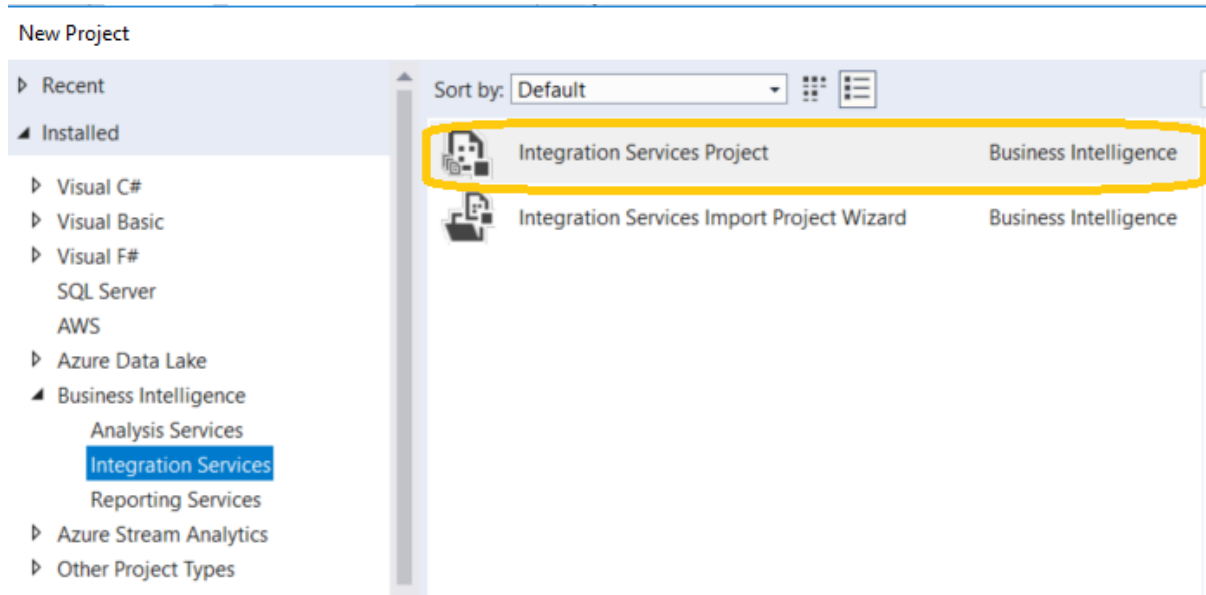 New Project
Recent
Installed
Visual C#
Visual Basic
Visual F#
SQL Server
AWS
Azure Data Lake
Business Intelligence
Analysis Services
Integration Services
Reporting Services
Azure Stream Analytics
Other Project Types
Sort by: Default
Integration Services Project Business Intelligence
Integration Services Import Project Wizard Business Intelligence